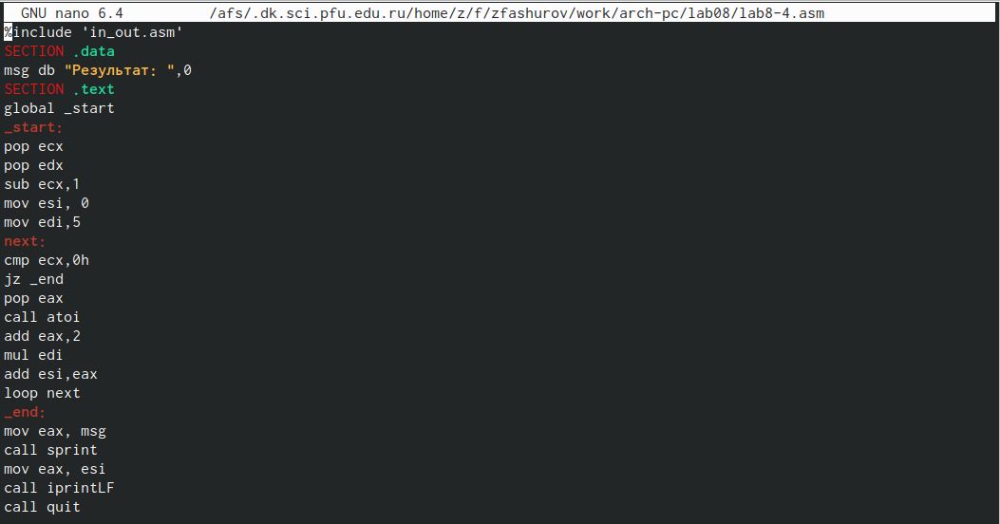 GNU nano 6.4 /afs/.dk.sci.pfu.edu.ru/home/z/f/zfashurov/work/arch-pc/lab08/lab8-4.asm
%include 'in_out.asm'
SECTION .data
msg db "Результат: ",0
SECTION .text
global _start
_start:
pop ecx
pop edx
sub ecx,1
mov esi, 0
mov edi,5
next:
cmp ecx,0h
jz _end
pop eax
call atoi
add eax,2
mul edi
add esi,eax
loop next
_end:
mov eax, msg
call sprint
mov eax, esi
call iprintLF
call quit